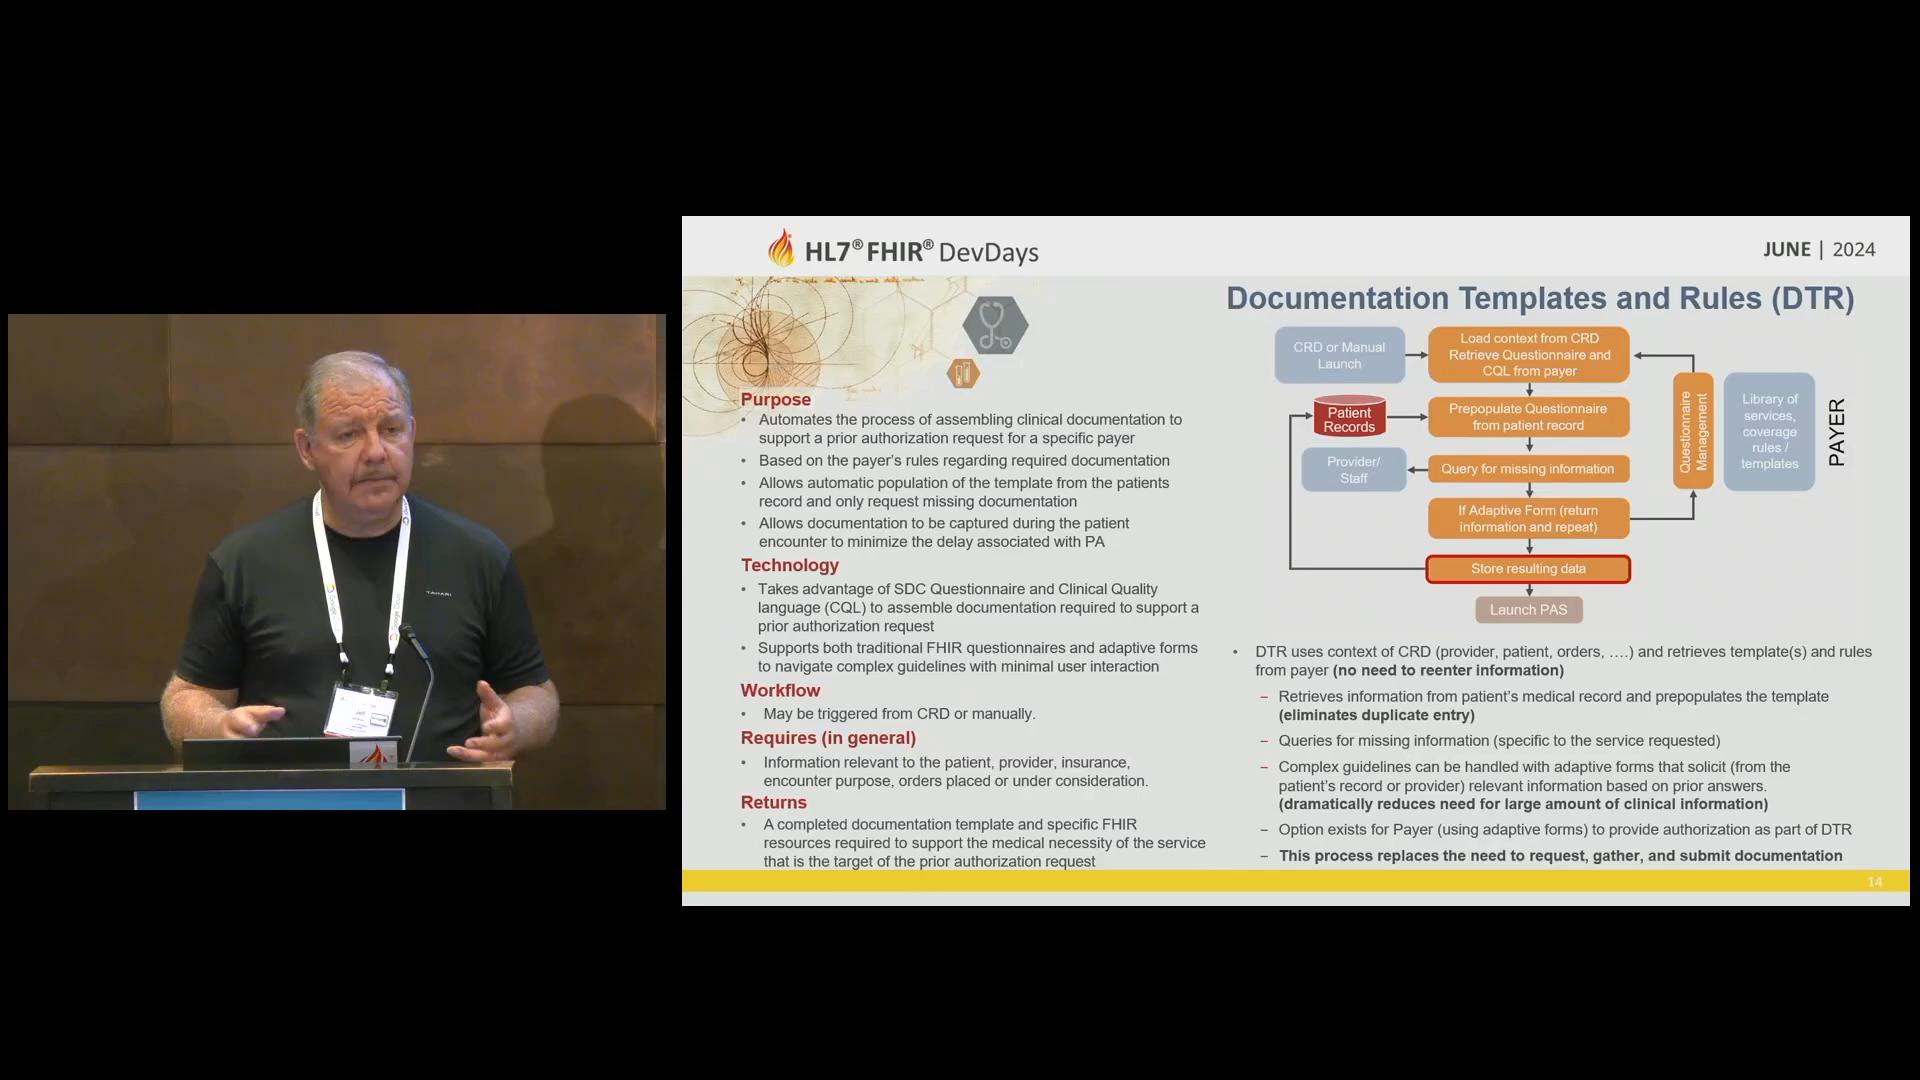 HL7® FHIR® DevDays
JUNE | 2024
Documentation Templates and Rules (DTR)
Purpose
• Automates the process of assembling clinical documentation to
support a prior authorization request for a specific payer
• Based on the payer's rules regarding required documentation
• Allows automatic population of the template from the patients
record and only request missing documentation
• Allows documentation to be captured during the patient
encounter to minimize the delay associated with PA
Technology
• Takes advantage of SDC Questionnaire and Clinical Quality
language (CQL) to assemble documentation required to support a
prior authorization request
• Supports both traditional FHIR questionnaires and adaptive forms
to navigate complex guidelines with minimal user interaction
Workflow
• May be triggered from CRD or manually.
Requires (in general)
• Information relevant to the patient, provider, insurance,
encounter purpose, orders placed or under consideration.
Returns
• A completed documentation template and specific FHIR
resources required to support the medical necessity of the service
that is the target of the prior authorization request
CRD or Manual
Launch
Load context from CRD
Retrieve Questionnaire and
CQL from payer
Patient
Records
Prepopulate Questionnaire
from patient record
Provider/
Staff
Query for missing information
If Adaptive Form (return
information and repeat)
Store resulting data
Launch PAS
Questionnaire
Management
Library of
services,
coverage
rules /
templates
PAYER
• DTR uses context of CRD (provider, patient, orders, ….) and retrieves template(s) and rules
from payer (no need to reenter information)
– Retrieves information from patient's medical record and prepopulates the template
(eliminates duplicate entry)
– Queries for missing information (specific to the service requested)
– Complex guidelines can be handled with adaptive forms that solicit (from the
patient's record or provider) relevant information based on prior answers.
(dramatically reduces need for large amount of clinical information)
– Option exists for Payer (using adaptive forms) to provide authorization as part of DTR
– This process replaces the need to request, gather, and submit documentation
14
TAHARI